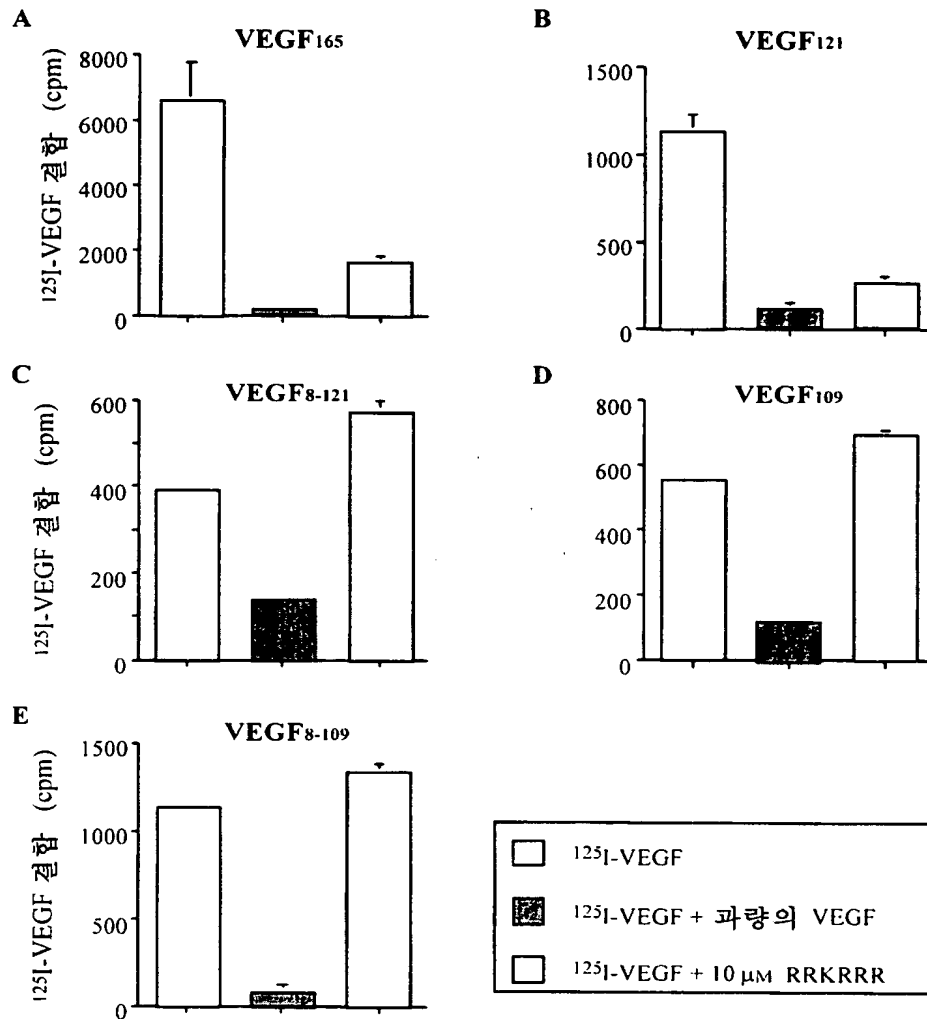 A
VEGF165
¹²⁵I-VEGF 결합 (cpm)
8000
6000
4000
2000
0
B
VEGF121
1500
1000
500
0
C
VEGF8-121
¹²⁵I-VEGF 결합 (cpm)
600
400
200
0
D
VEGF109
800
600
400
200
0
E
VEGF8-109
¹²⁵I-VEGF 결합 (cpm)
1500
1000
500
0
¹²⁵I-VEGF
¹²⁵I-VEGF + 과량의 VEGF
¹²⁵I-VEGF + 10 μM RRKRRR